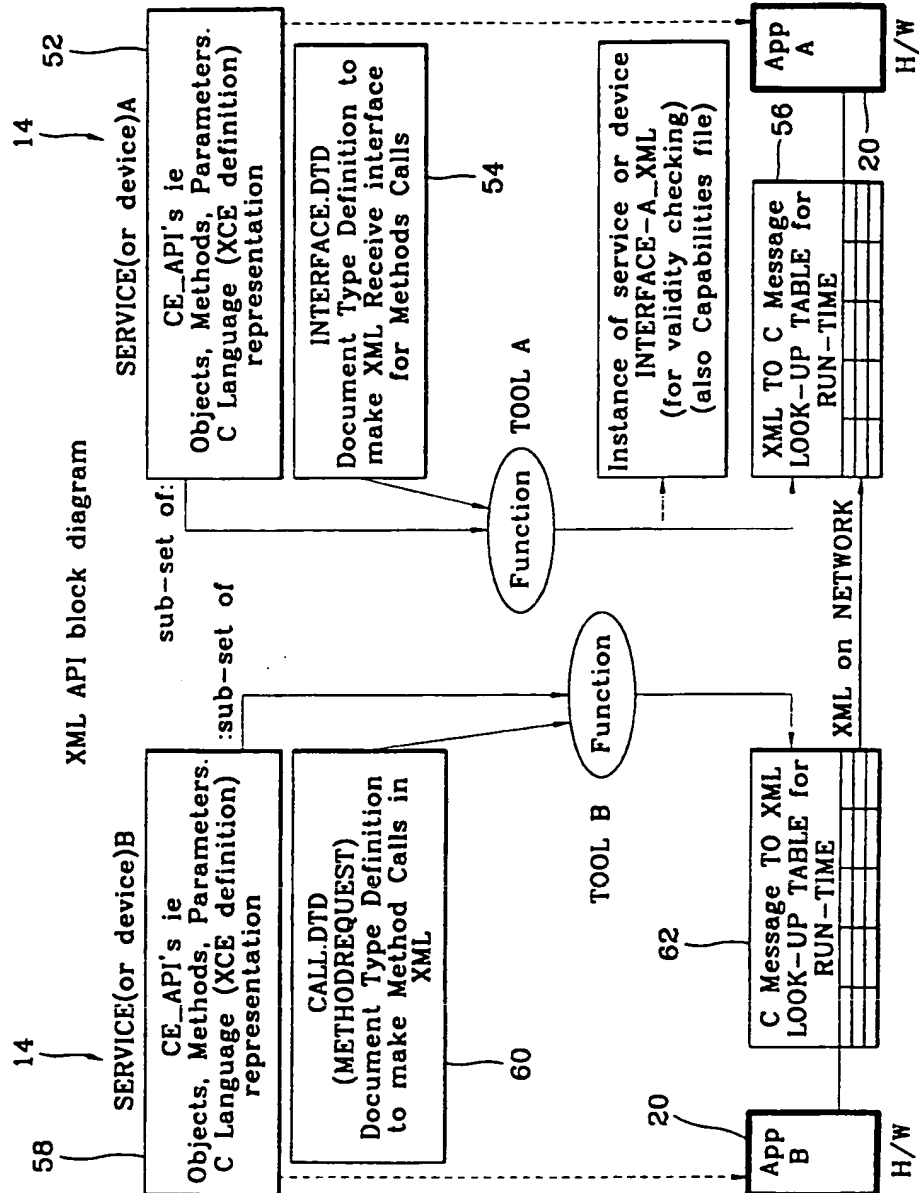 XML API block diagram
14
SERVICE(or device)B
58
CE_API's ie
Objects, Methods, Parameters.
C Language (XCE definition)
representation
:sub-set of
CALL.DTD
(METHODREQUEST)
Document Type Definition
to make Method Calls in
XML
60
Function
TOOL B
62
C Message TO XML
LOOK-UP TABLE for
RUN-TIME
20
App
B
H/W
XML on NETWORK
14
SERVICE(or device)A
52
CE_API's ie
Objects, Methods, Parameters.
C Language (XCE definition)
representation
sub-set of:
INTERFACE.DTD
Document Type Definition to
make XML Receive interface
for Methods Calls
54
Function
TOOL A
Instance of service or device
INTERFACE-A_XML
(for validity checking)
(also Capabilities file)
56
XML TO C Message
LOOK-UP TABLE for
RUN-TIME
20
App
A
H/W